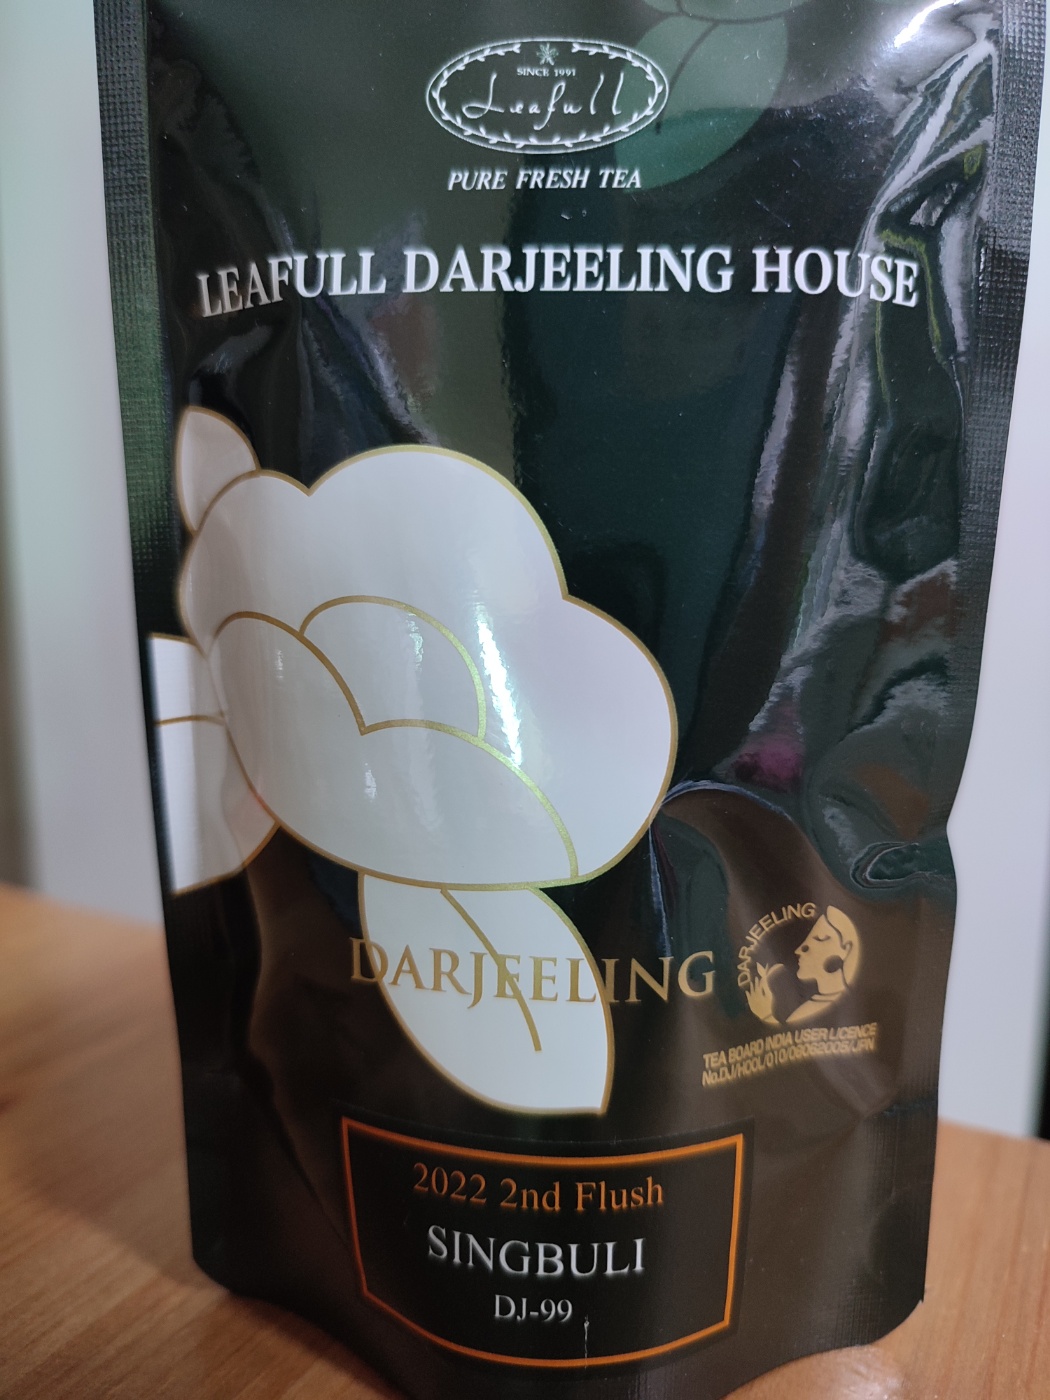 SINCE 1991
Leafull
PURE FRESH TEA
LEAFULL DARJEELING HOUSE
DARJEELING
DARJEELING
TEA BOARD INDIA USER LICENCE
2022 2nd Flush
SINGBULI
DJ-99